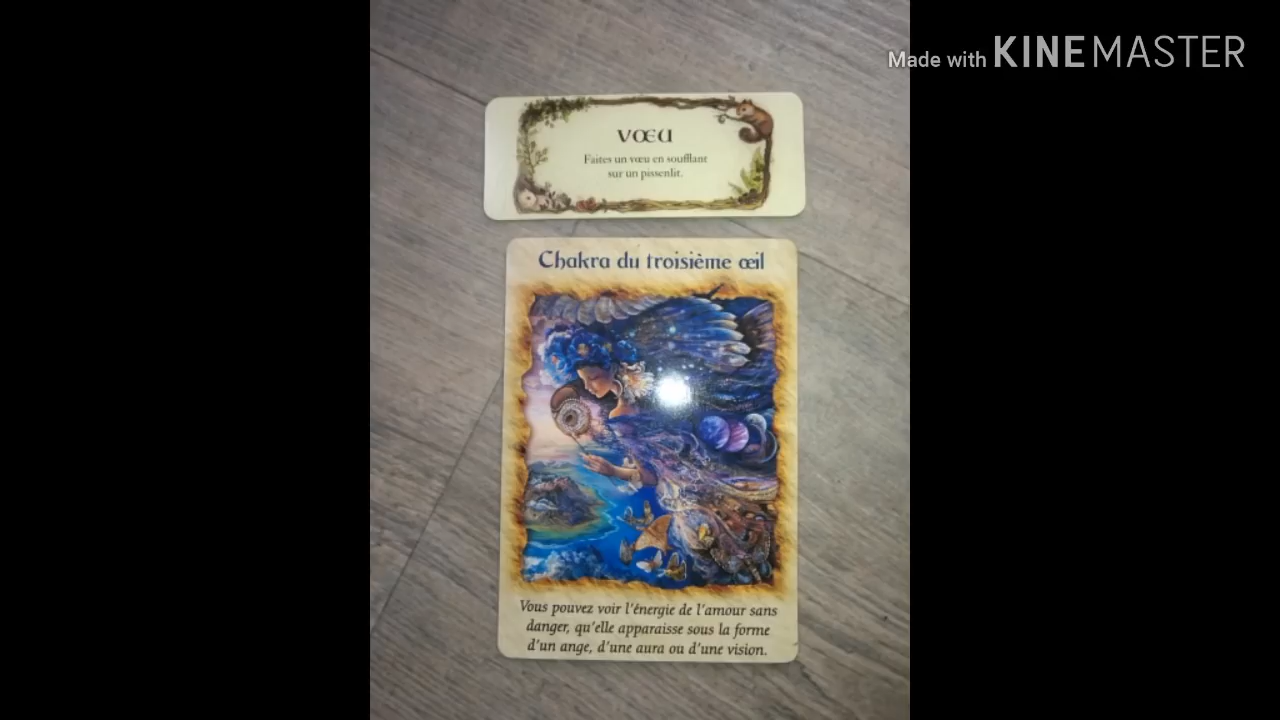 Made with KINEMASTER
VŒU
Faites un vœu en soufflant
sur un pissenlit.
Chakra du troisième œil
Vous pouvez voir l'énergie de l'amour sans
danger, qu'elle apparaisse sous la forme
d'un ange, d'une aura ou d'une vision.